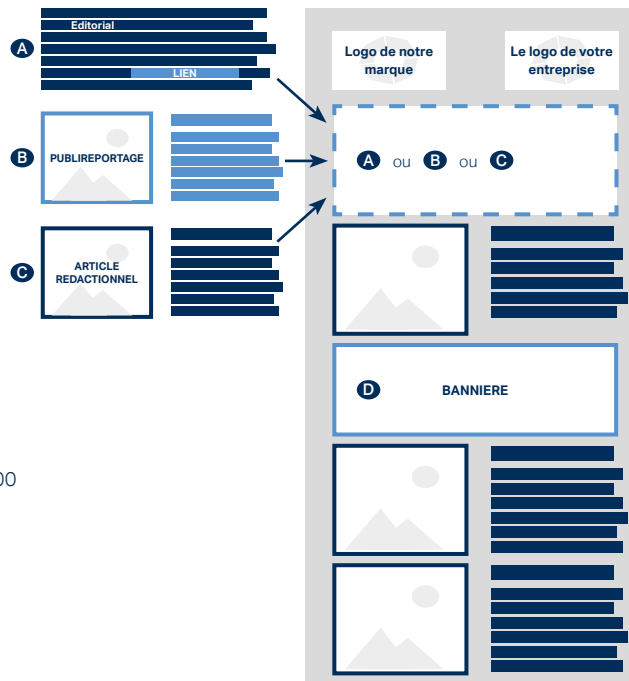 A
Editorial
LIEN
B
PUBLIREPORTAGE
C
ARTICLE
REDACTIONNEL
00
Logo de notre
marque
Le logo de votre
entreprise
A ou B ou C
D BANNIERE